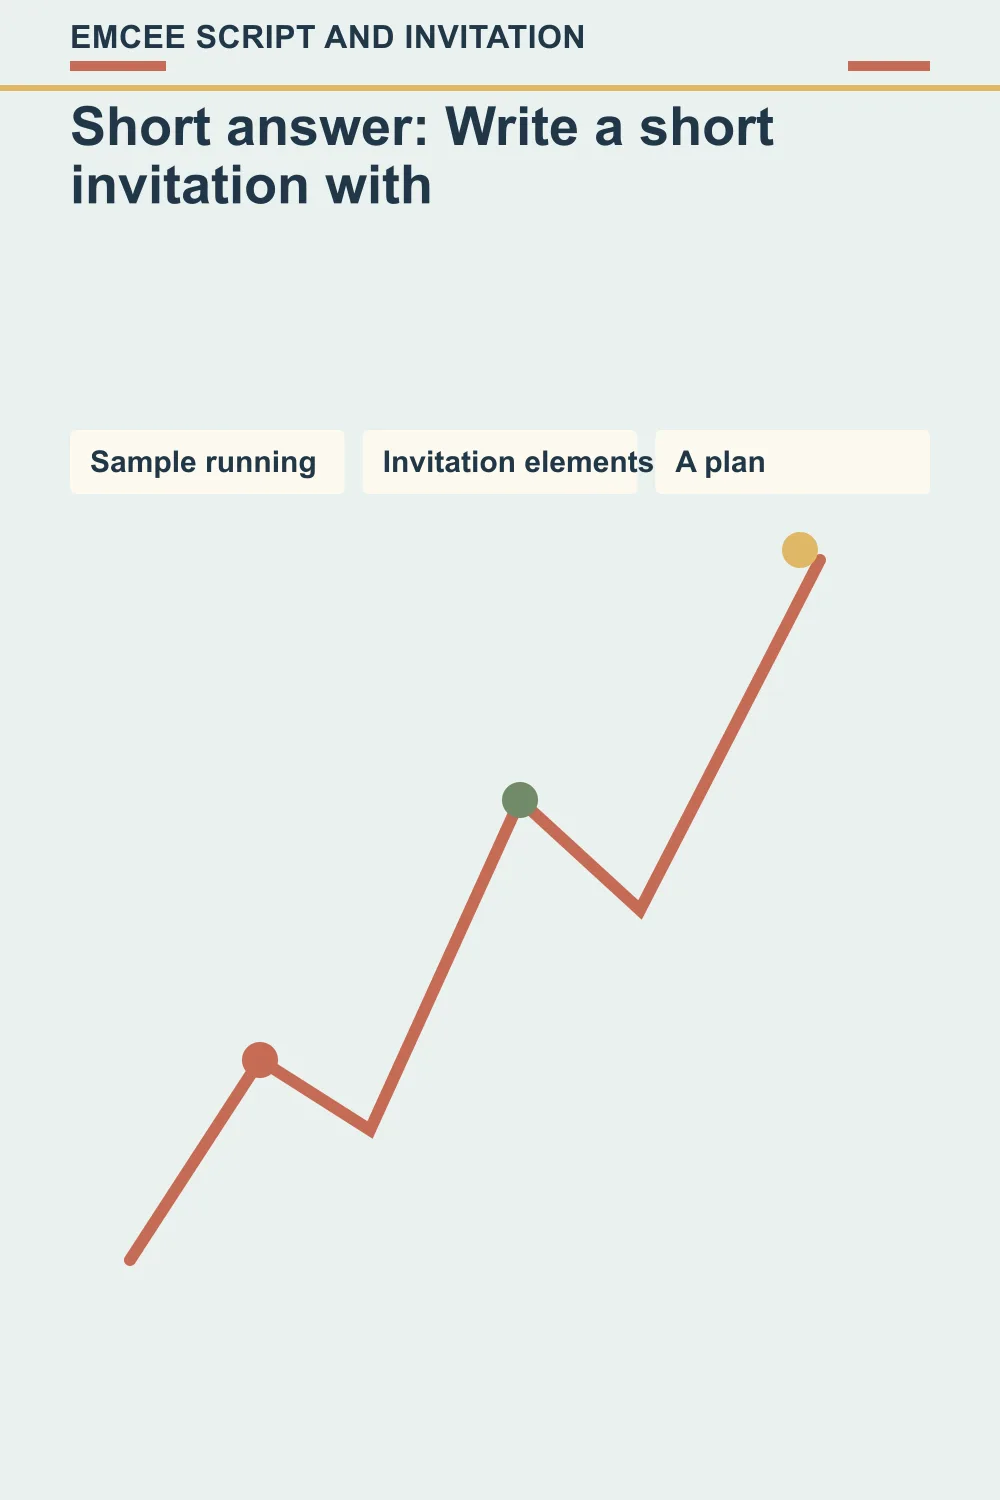 EMCEE SCRIPT AND INVITATION
Short answer: Write a short
invitation with
Sample running
Invitation elements
A plan